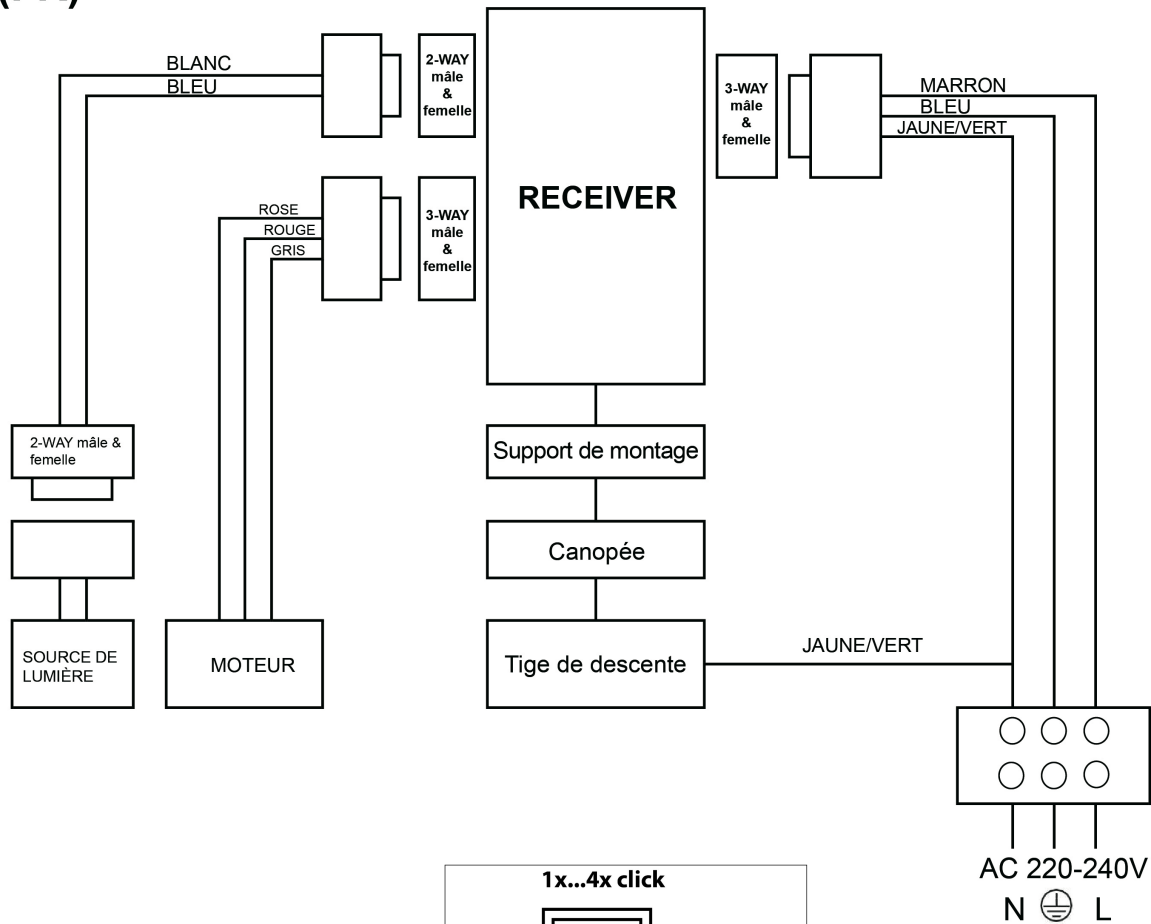 BLANC
BLEU
2-WAY
mâle
&
femelle
ROSE
ROUGE
GRIS
3-WAY
mâle
&
femelle
RECEIVER
3-WAY
mâle
&
femelle
MARRON
BLEU
JAUNE/VERT
2-WAY mâle &
femelle
SOURCE DE
LUMIÈRE
MOTEUR
Support de montage
Canopée
Tige de descente
JAUNE/VERT
AC 220-240V
N L
1x...4x click